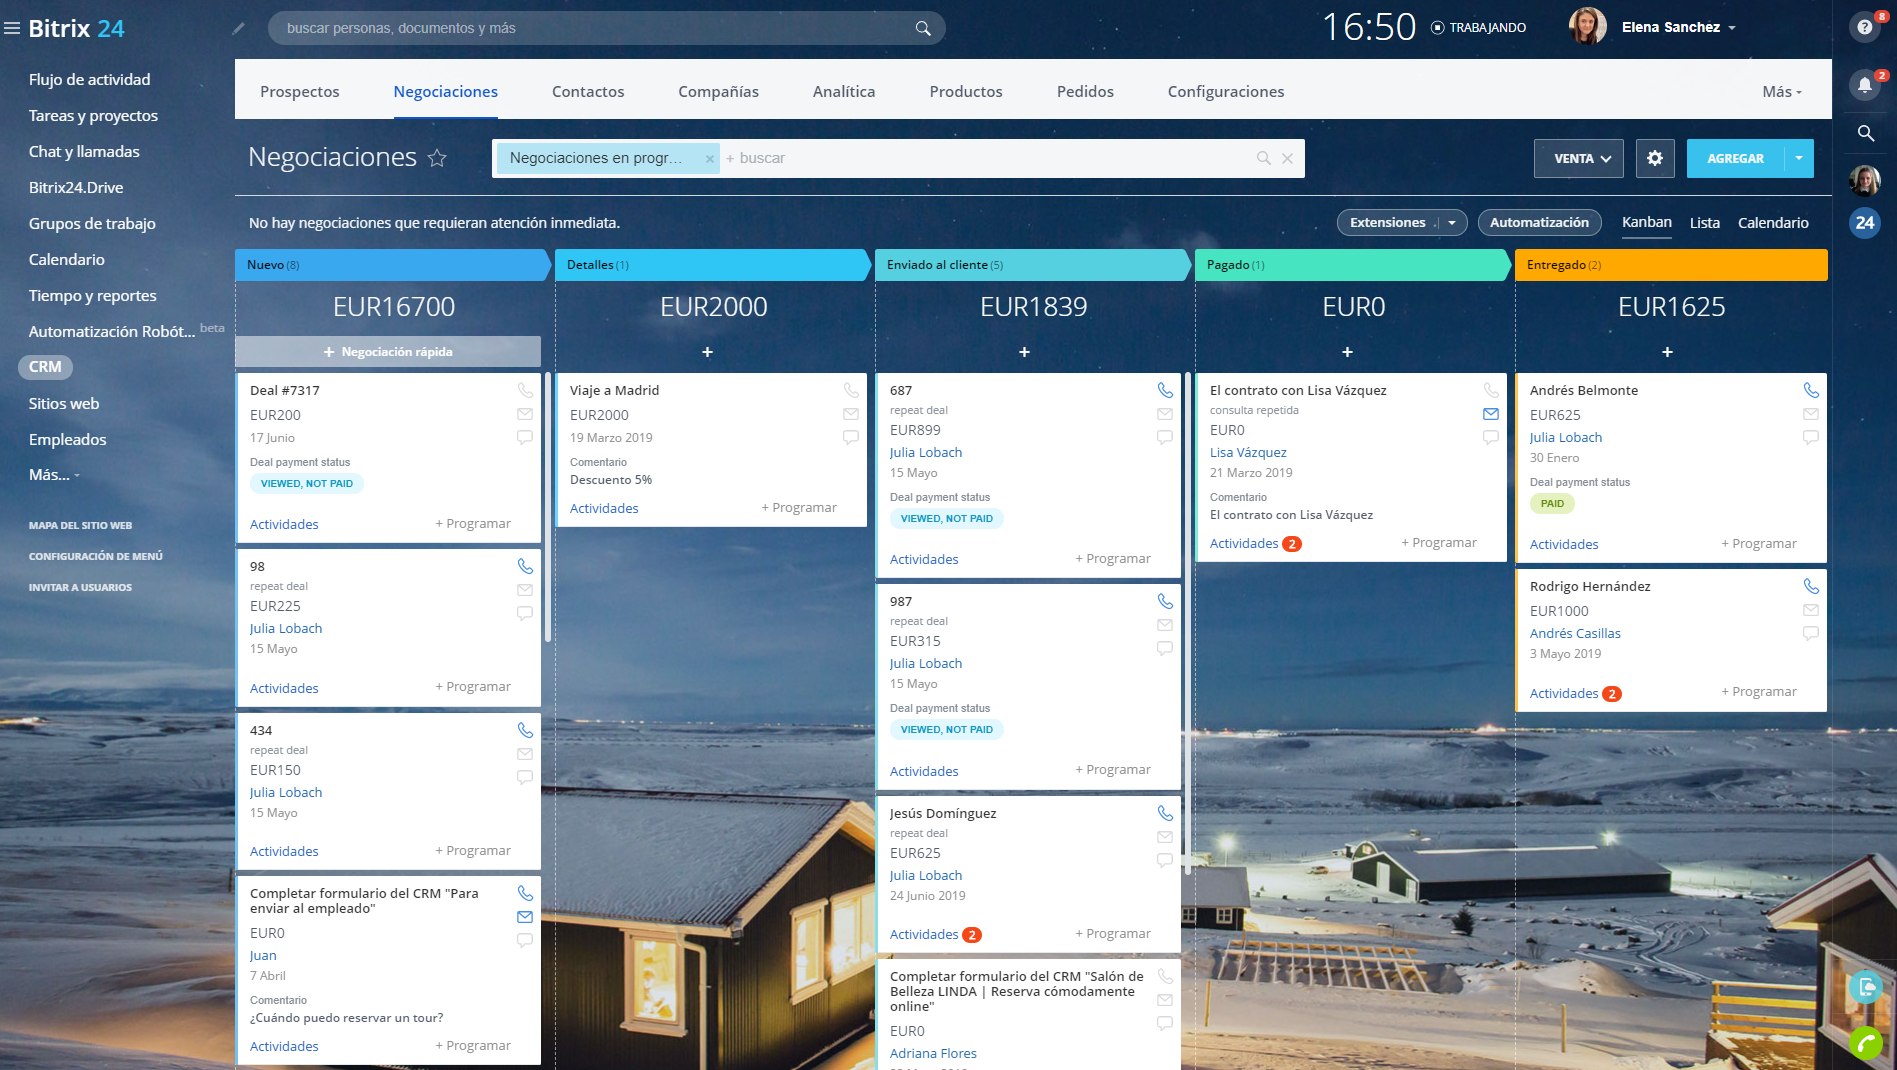 Bitrix 24
buscar personas, documentos y más
16:50
TRABAJANDO
Elena Sanchez
8
2
24
Flujo de actividad
Tareas y proyectos
Chat y llamadas
Bitrix24.Drive
Grupos de trabajo
Calendario
Tiempo y reportes
Automatización Robót... beta
CRM
Sitios web
Empleados
Más...
MAPA DEL SITIO WEB
CONFIGURACIÓN DE MENÚ
INVITAR A USUARIOS
Prospectos
Negociaciones
Contactos
Compañías
Analítica
Productos
Pedidos
Configuraciones
Más
Negociaciones
Negociaciones en progr... ×
+ buscar
VENTA
AGREGAR
No hay negociaciones que requieran atención inmediata.
Extensiones
Automatización
Kanban
Lista
Calendario
Nuevo (8)
EUR16700
+ Negociación rápida
Deal #7317
EUR200
17 Junio
Deal payment status
VIEWED, NOT PAID
Actividades + Programar
98
repeat deal
EUR225
Julia Lobach
15 Mayo
Actividades + Programar
434
repeat deal
EUR150
Julia Lobach
15 Mayo
Actividades + Programar
Completar formulario del CRM "Para
enviar al empleado"
EUR0
Juan
7 Abril
Comentario
¿Cuándo puedo reservar un tour?
Actividades + Programar
Detalles (1)
EUR2000
+
Viaje a Madrid
EUR2000
19 Marzo 2019
Comentario
Descuento 5%
Actividades + Programar
Enviado al cliente (5)
EUR1839
+
687
repeat deal
EUR899
Julia Lobach
15 Mayo
Deal payment status
VIEWED, NOT PAID
Actividades + Programar
987
repeat deal
EUR315
Julia Lobach
15 Mayo
Deal payment status
VIEWED, NOT PAID
Actividades + Programar
Jesús Domínguez
repeat deal
EUR625
Julia Lobach
24 Junio 2019
Actividades 2 + Programar
Completar formulario del CRM "Salón de
Belleza LINDA | Reserva cómodamente
online"
EUR0
Adriana Flores
Pagado (1)
EUR0
+
El contrato con Lisa Vázquez
consulta repetida
EUR0
Lisa Vázquez
21 Marzo 2019
Comentario
El contrato con Lisa Vázquez
Actividades 2 + Programar
Entregado (2)
EUR1625
+
Andrés Belmonte
EUR625
Julia Lobach
30 Enero
Deal payment status
PAID
Actividades + Programar
Rodrigo Hernández
EUR1000
Andrés Casillas
3 Mayo 2019
Actividades 2 + Programar